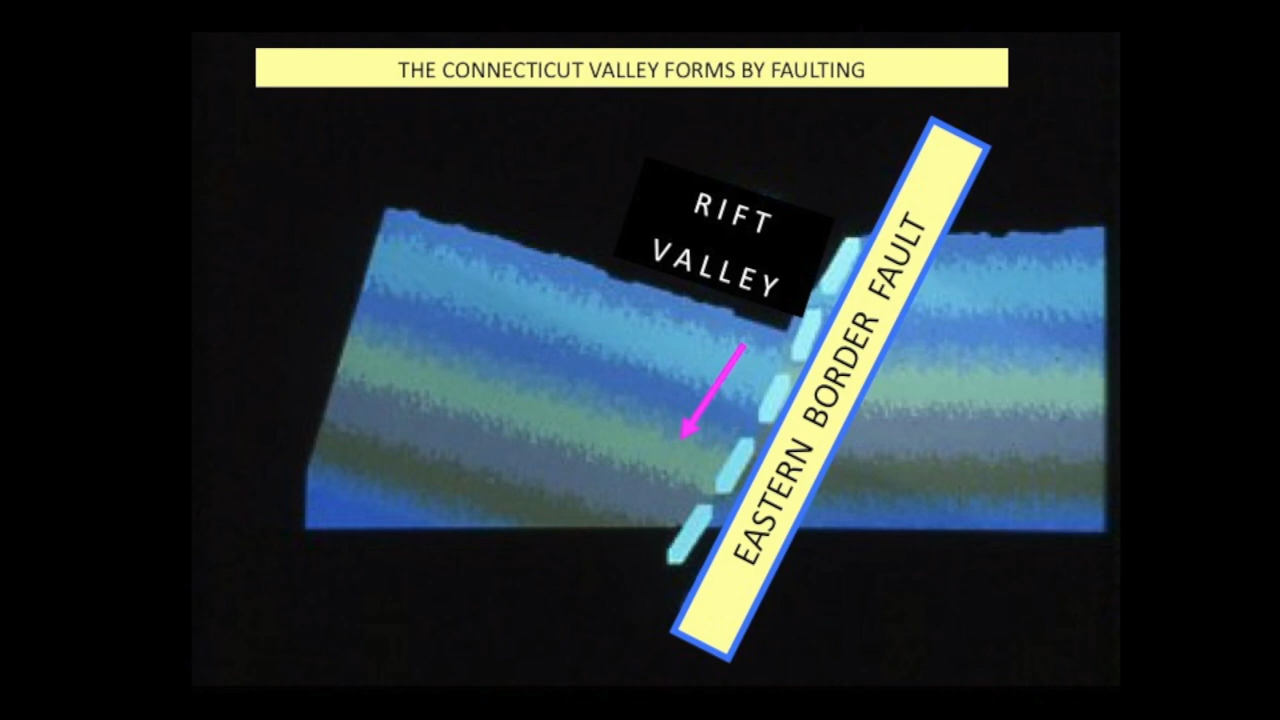 THE CONNECTICUT VALLEY FORMS BY FAULTING
RIFT
VALLEY
EASTERN BORDER FAULT